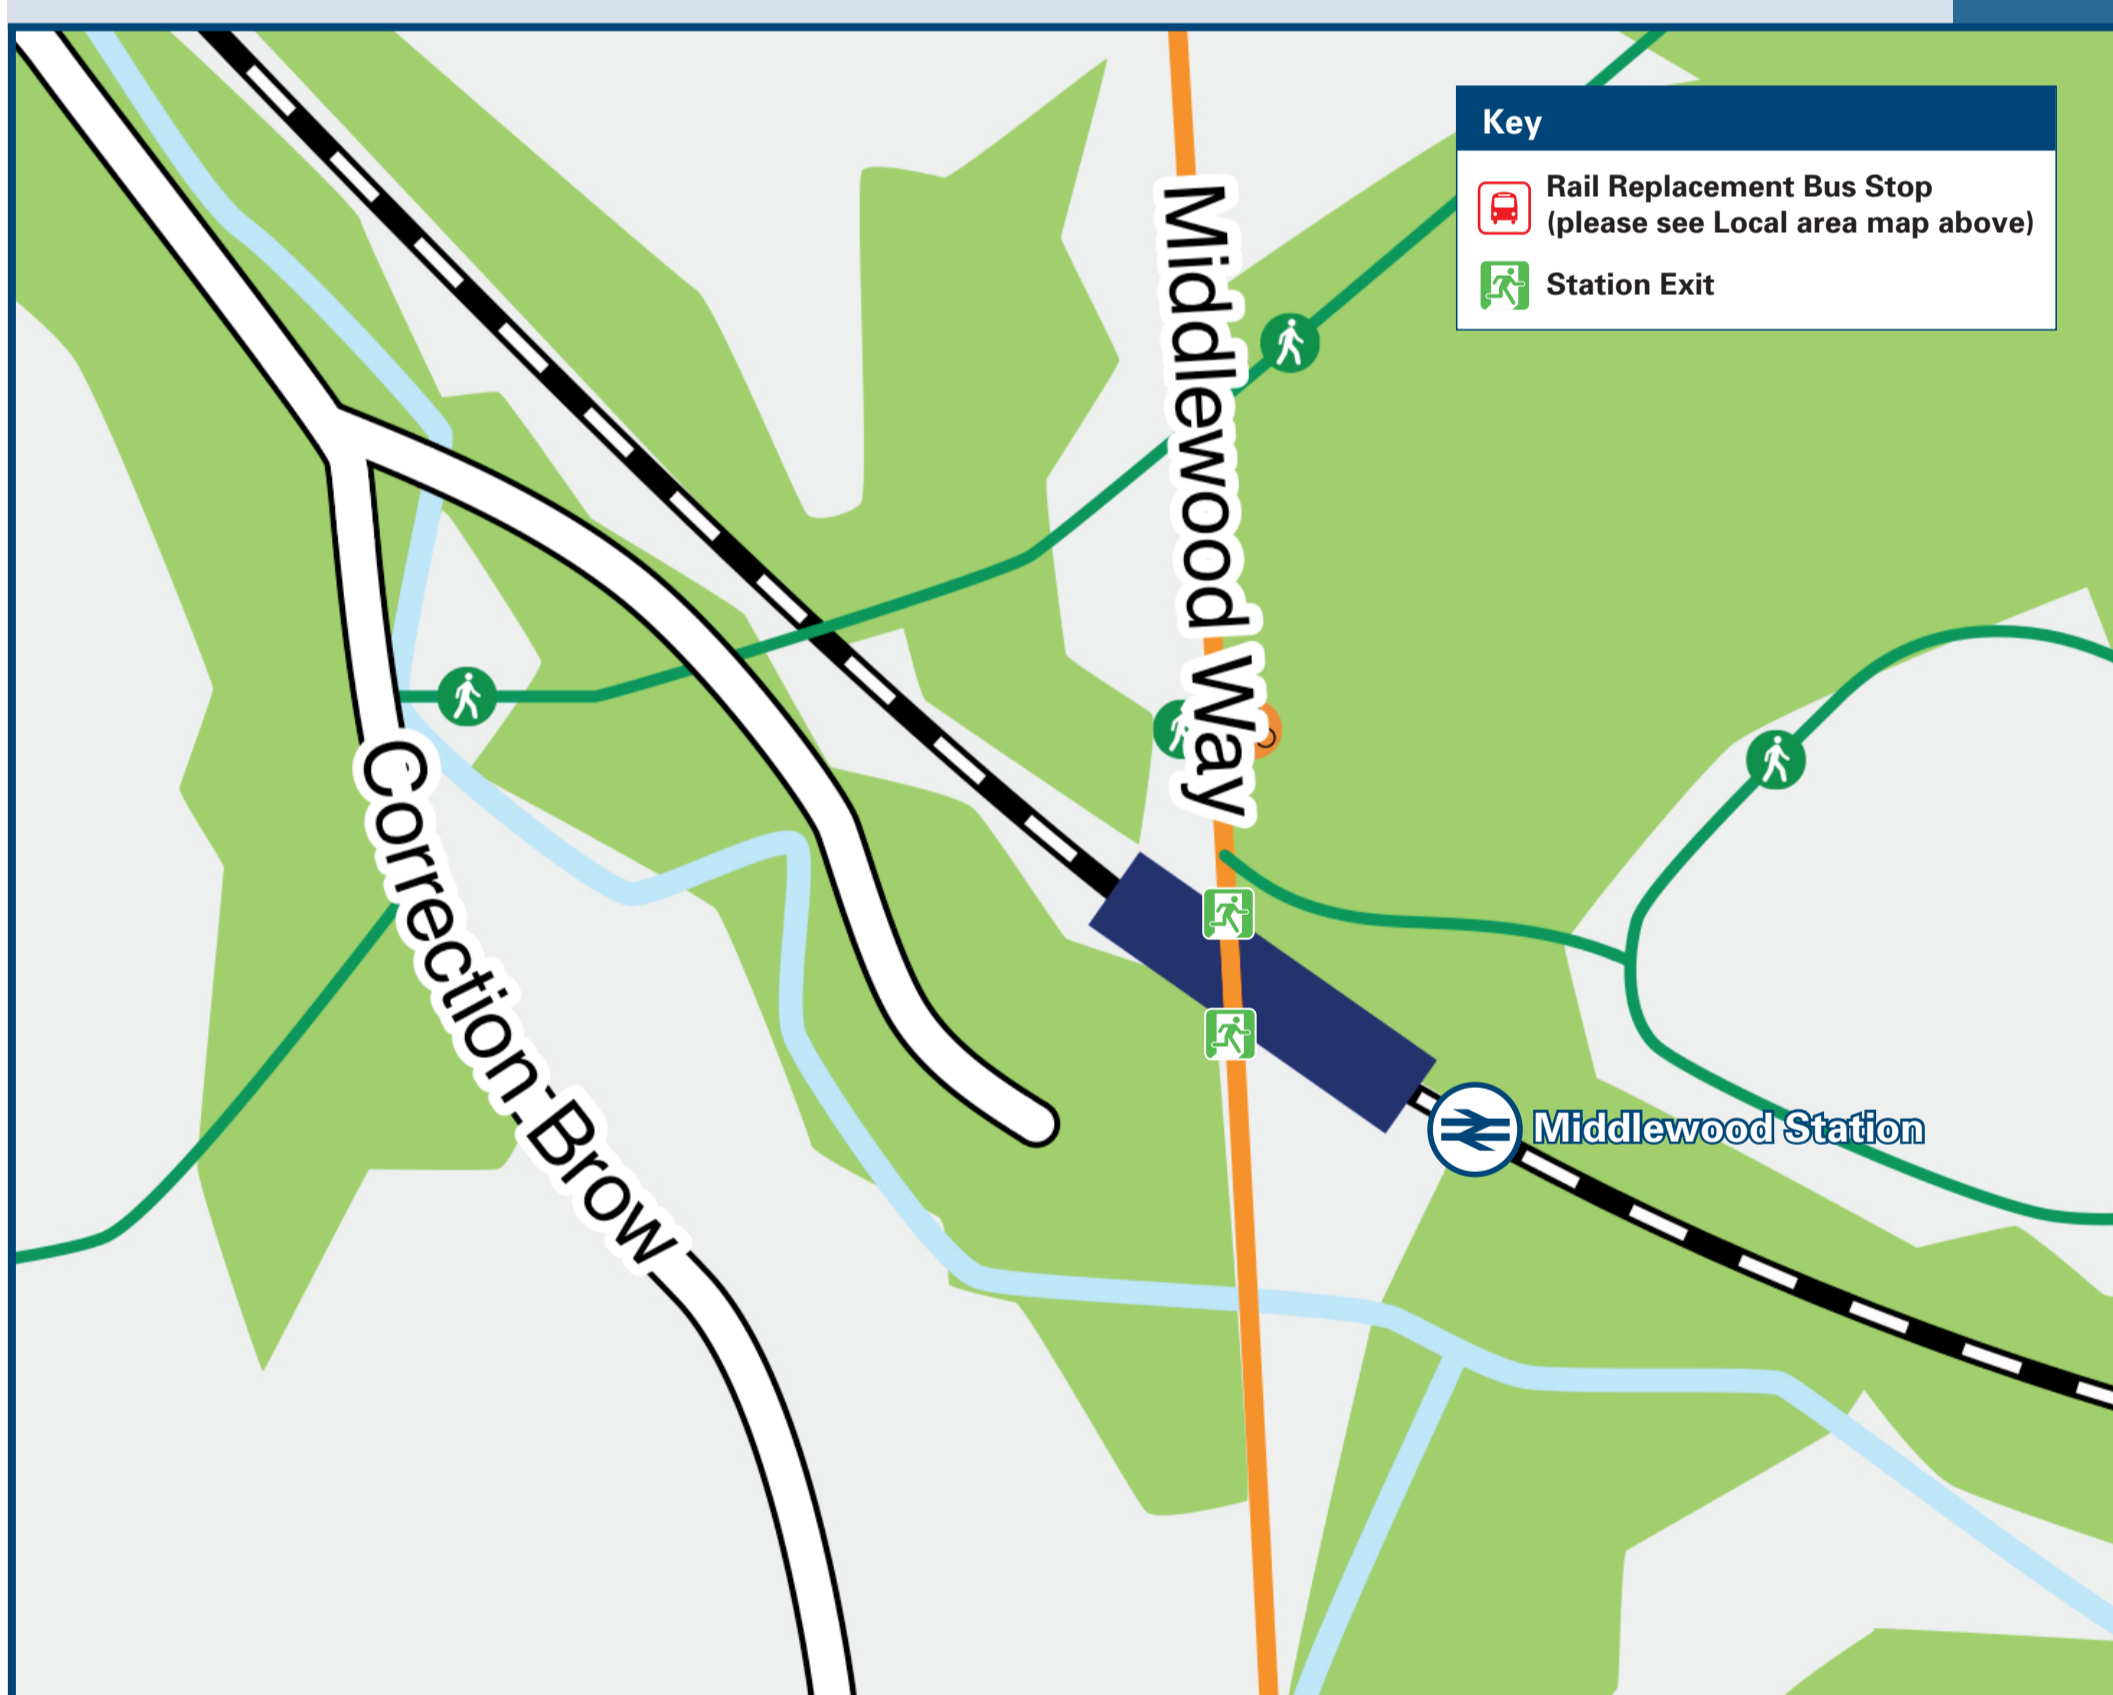 Key
Rail Replacement Bus Stop
(please see Local area map above)
Station Exit
Middlewood Way
Correction Brow
Middlewood Station